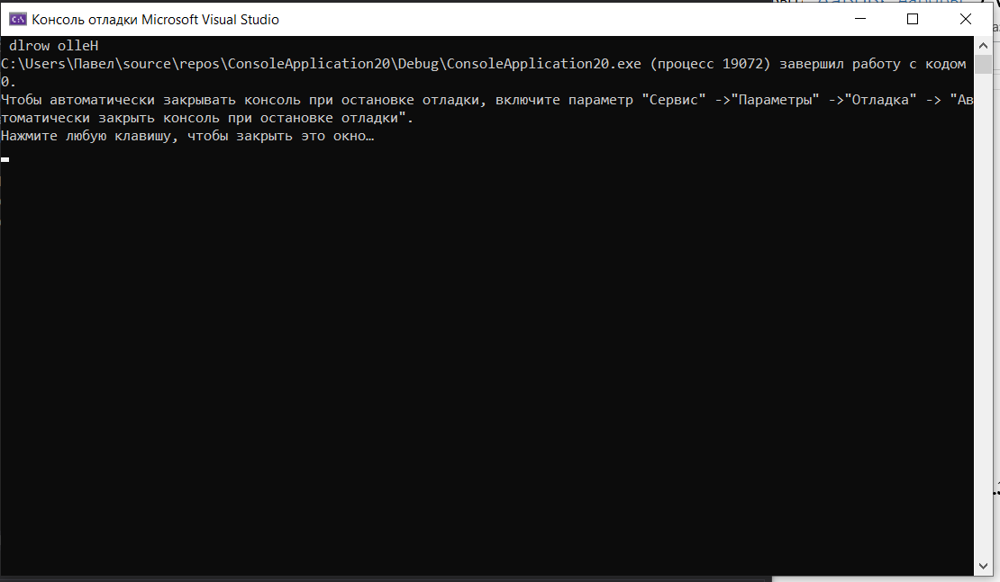 Консоль отладки Microsoft Visual Studio
dlrow olleH
C:\Users\Павел\source\repos\ConsoleApplication20\Debug\ConsoleApplication20.exe (процесс 19072) завершил работу с кодом
0.
Чтобы автоматически закрывать консоль при остановке отладки, включите параметр "Сервис" ->"Параметры" ->"Отладка" -> "Ав
томатически закрыть консоль при остановке отладки".
Нажмите любую клавишу, чтобы закрыть это окно…